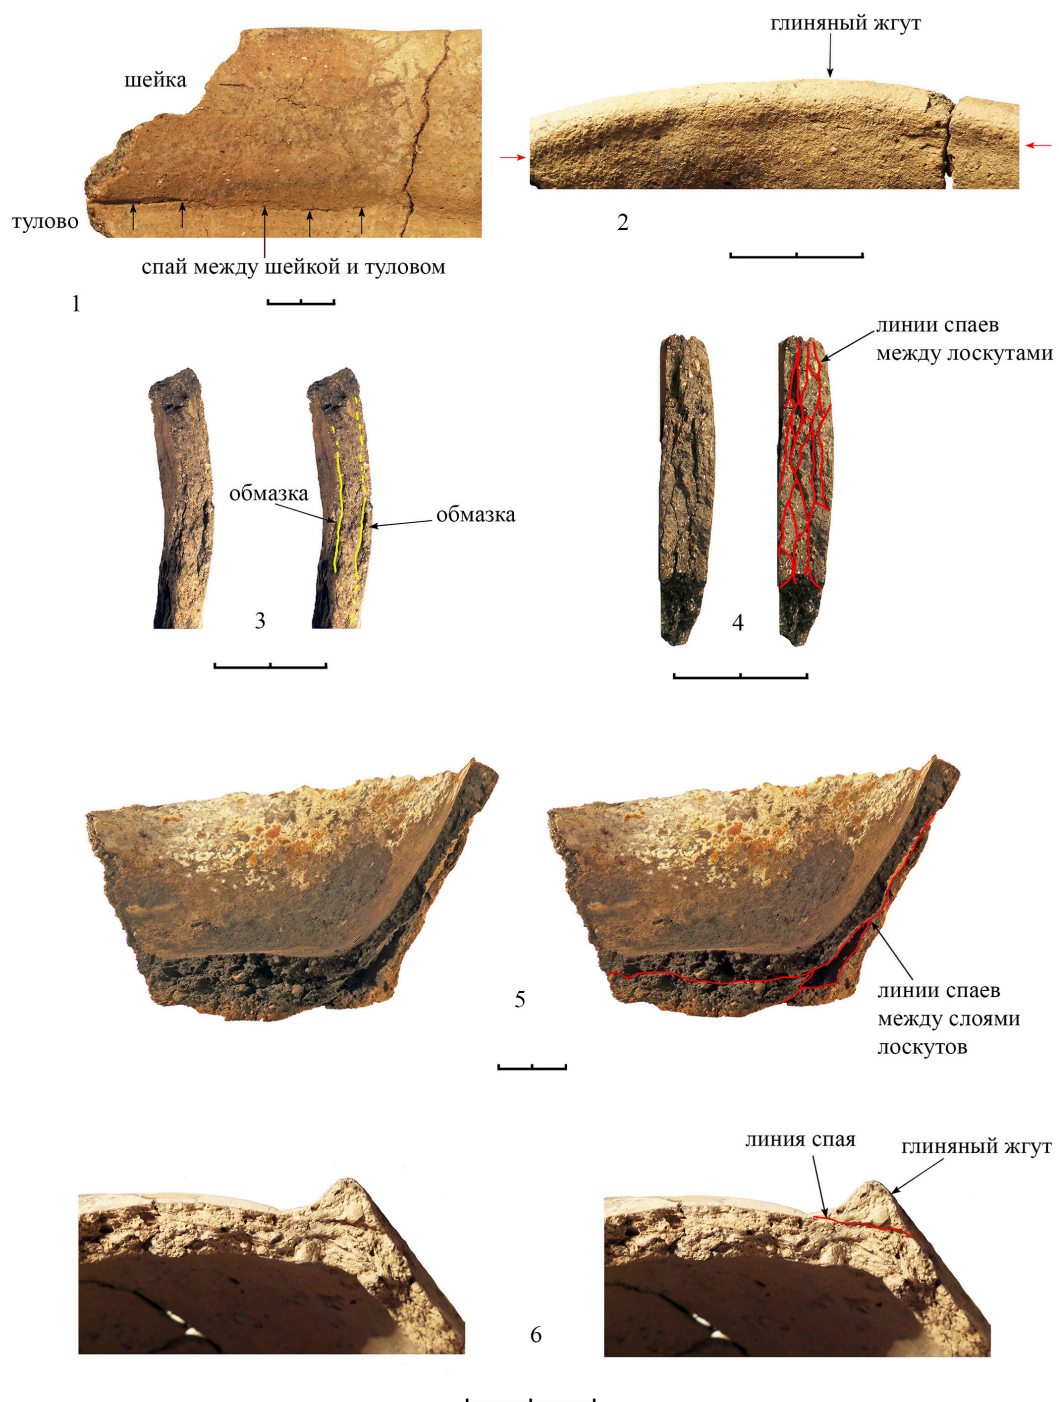 глиняный жгут
шейка
тулово
спай между шейкой и туловом
1
2
линии спаев
между лоскутами
обмазка
обмазка
3
4
5
линии спаев
между слоями
лоскутов
линия спая
глиняный жгут
6